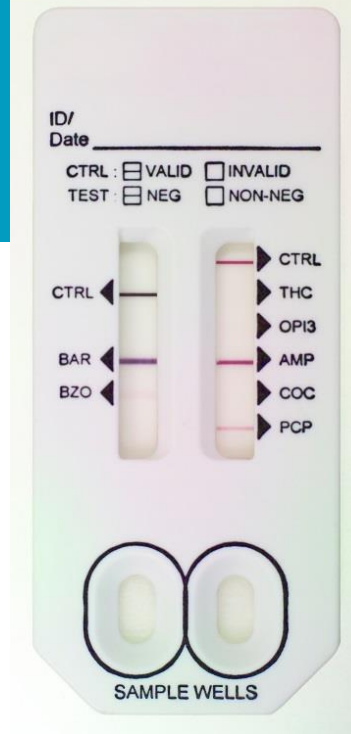 ID/
Date
CTRL : VALID INVALID
TEST : NEG NON-NEG
CTRL
BAR
BZO
CTRL
THC
OPI3
AMP
COC
PCP
SAMPLE WELLS